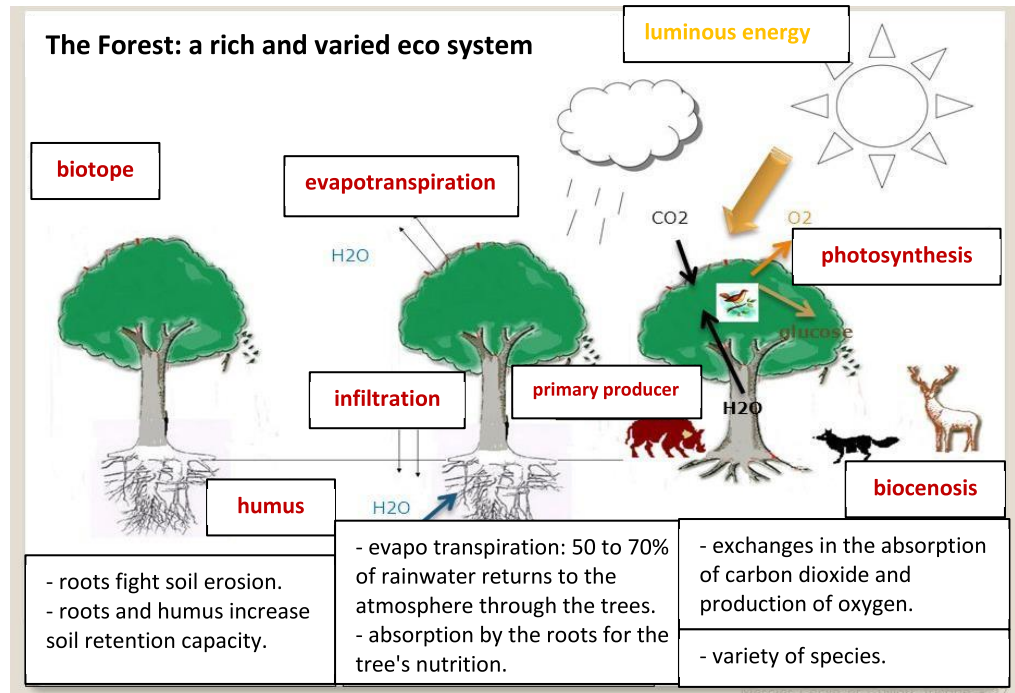 The Forest: a rich and varied eco system
luminous energy
biotope
evapotranspiration
CO2
O2
H2O
photosynthesis
glucose
infiltration
primary producer
H2O
biocenosis
humus
H2O
- roots fight soil erosion.
- roots and humus increase
soil retention capacity.
- evapo transpiration: 50 to 70%
of rainwater returns to the
atmosphere through the trees.
- absorption by the roots for the
tree's nutrition.
- exchanges in the absorption
of carbon dioxide and
production of oxygen.
- variety of species.